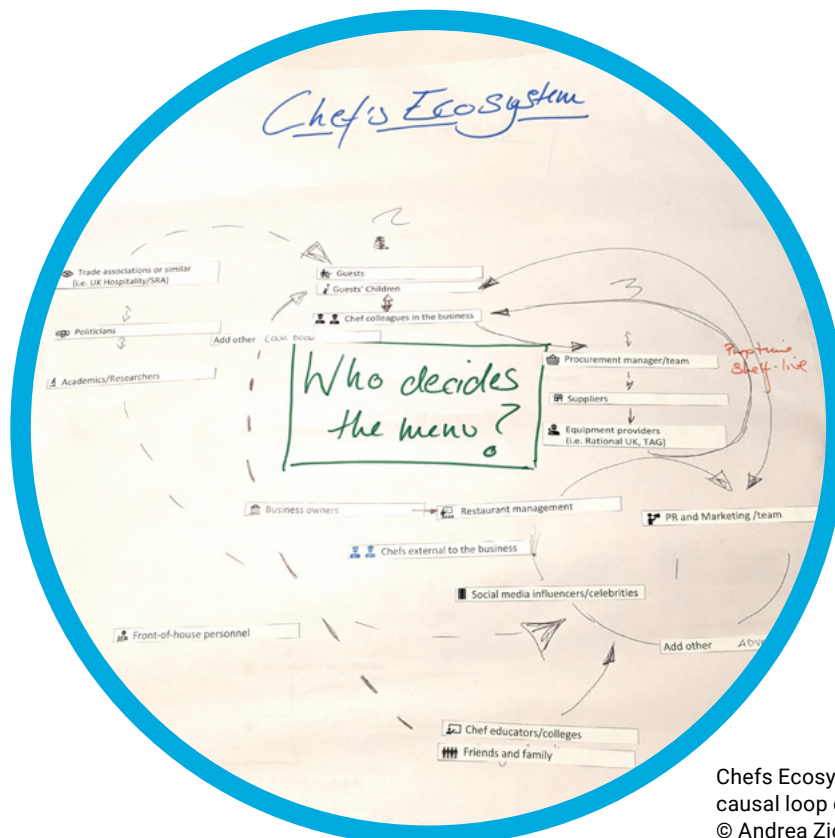 Chef's Ecosystem
Trade associations or similar
(i.e. UK Hospitality/SRA)
Guests
Guests' Children
Chef colleagues in the business
Politicians
Add other
Academics/Researchers
Procurement manager/team
Suppliers
Equipment providers
(i.e. Rational UK, TAG)
Shelf-live
Who decides
the menu?
Business owners
Restaurant management
PR and Marketing /team
Chefs external to the business
Social media influencers/celebrities
Front-of-house personnel
Add other
Chef educators/colleges
Friends and family
Chefs Ecosy
causal loop
© Andrea